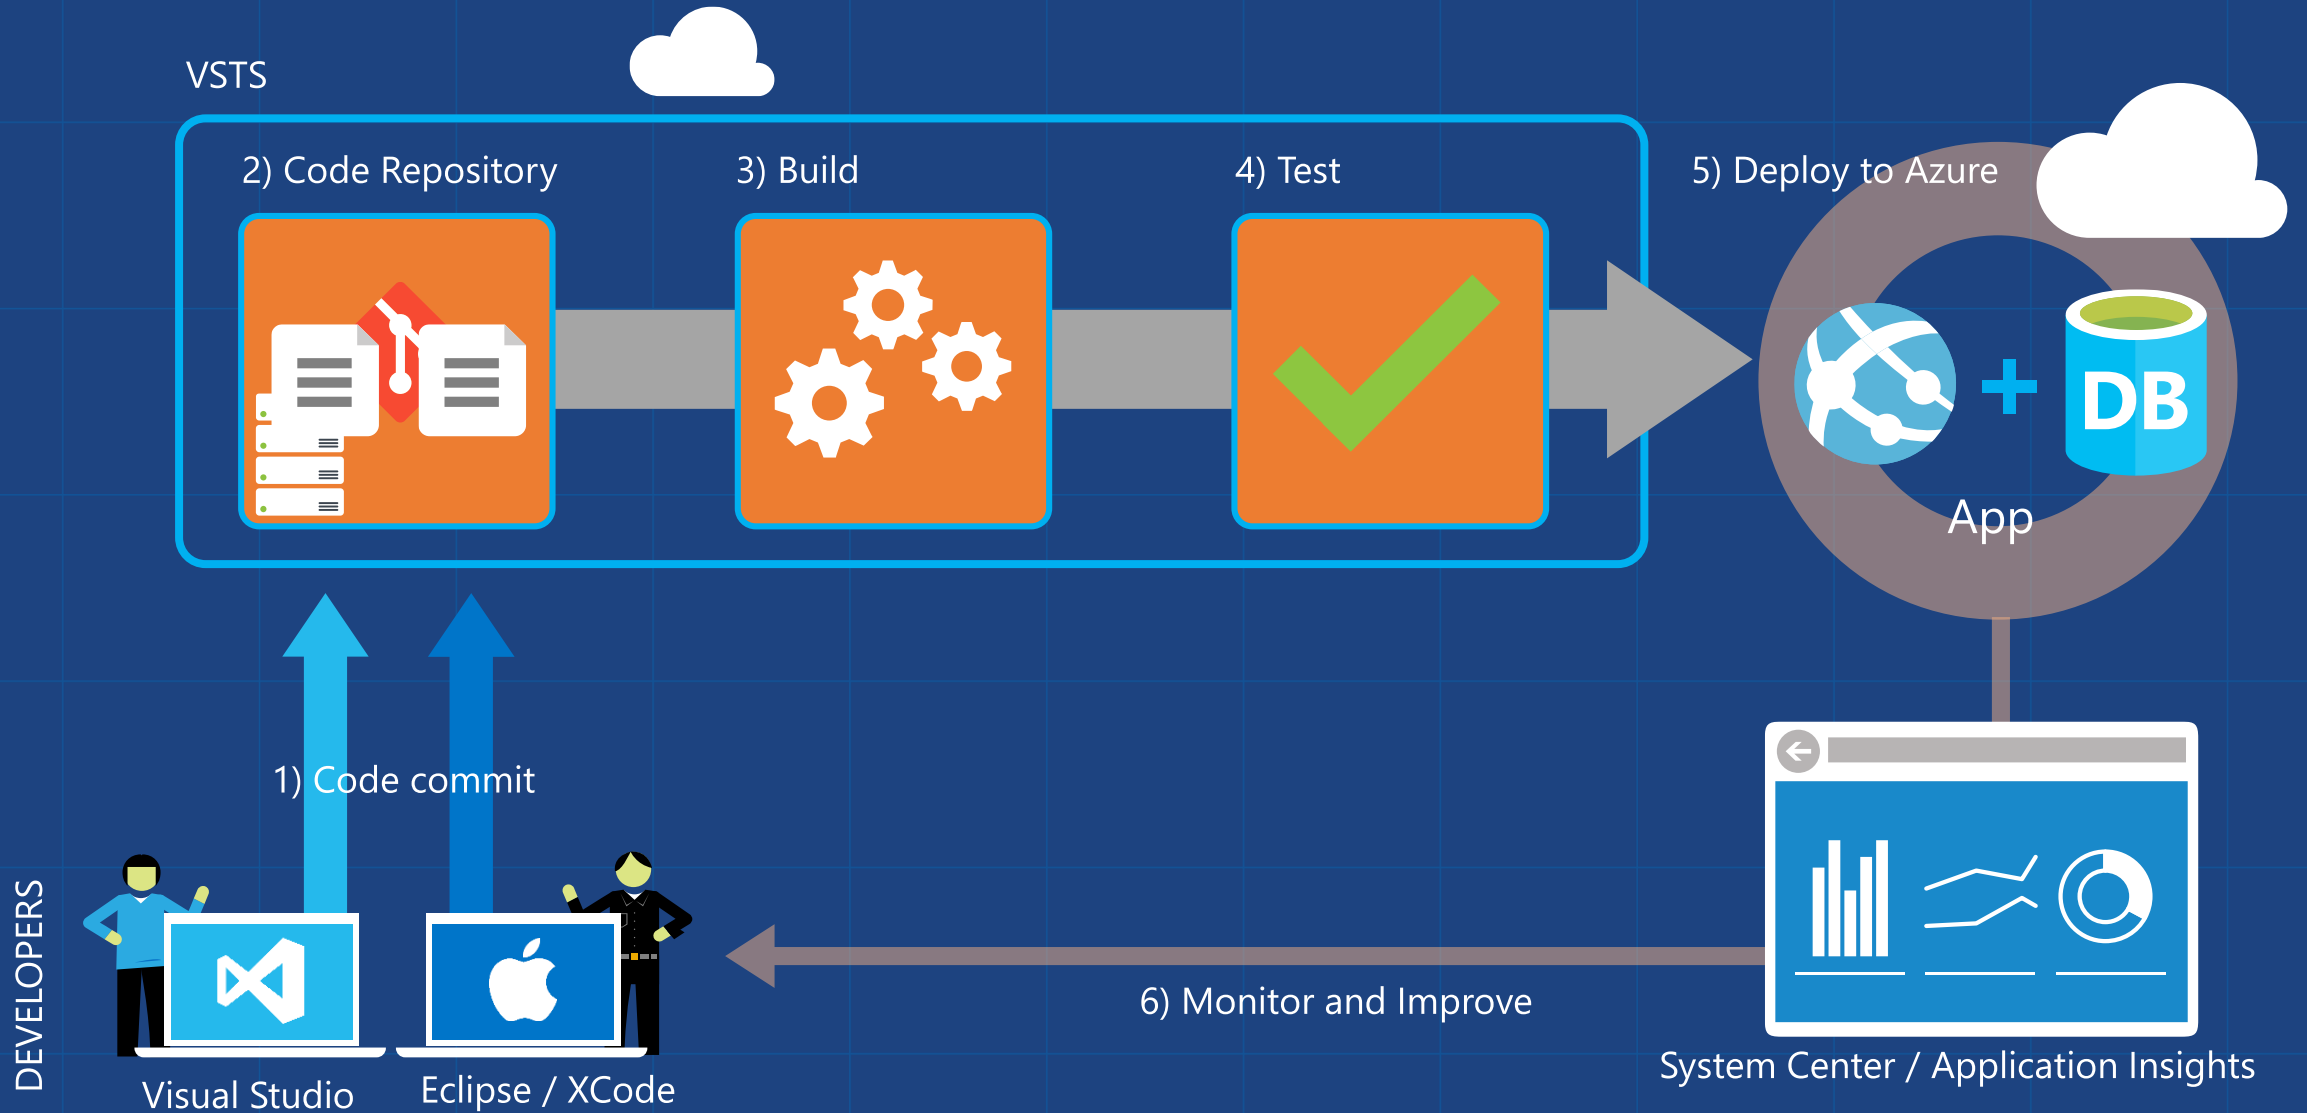 VSTS
2) Code Repository
3) Build
4) Test
5) Deploy to Azure
DB
App
1) Code commit
6) Monitor and Improve
DEVELOPERS
Visual Studio
Eclipse / XCode
System Center / Application Insights